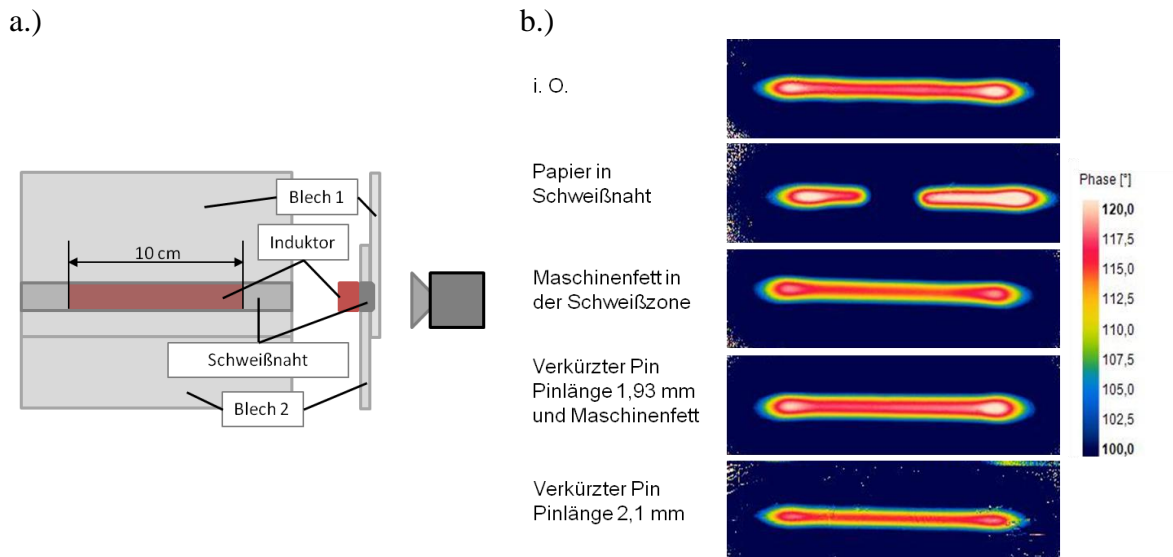 a.)
Blech 1
Induktor
10 cm
Schweißnaht
Blech 2
b.)
i. O.
Papier in
Schweißnaht
Maschinenfett in
der Schweißzone
Verkürzter Pin
Pinlänge 1,93 mm
und Maschinenfett
Verkürzter Pin
Pinlänge 2,1 mm
Phase [°]
120,0
117,5
115,0
112,5
110,0
107,5
105,0
102,5
100,0